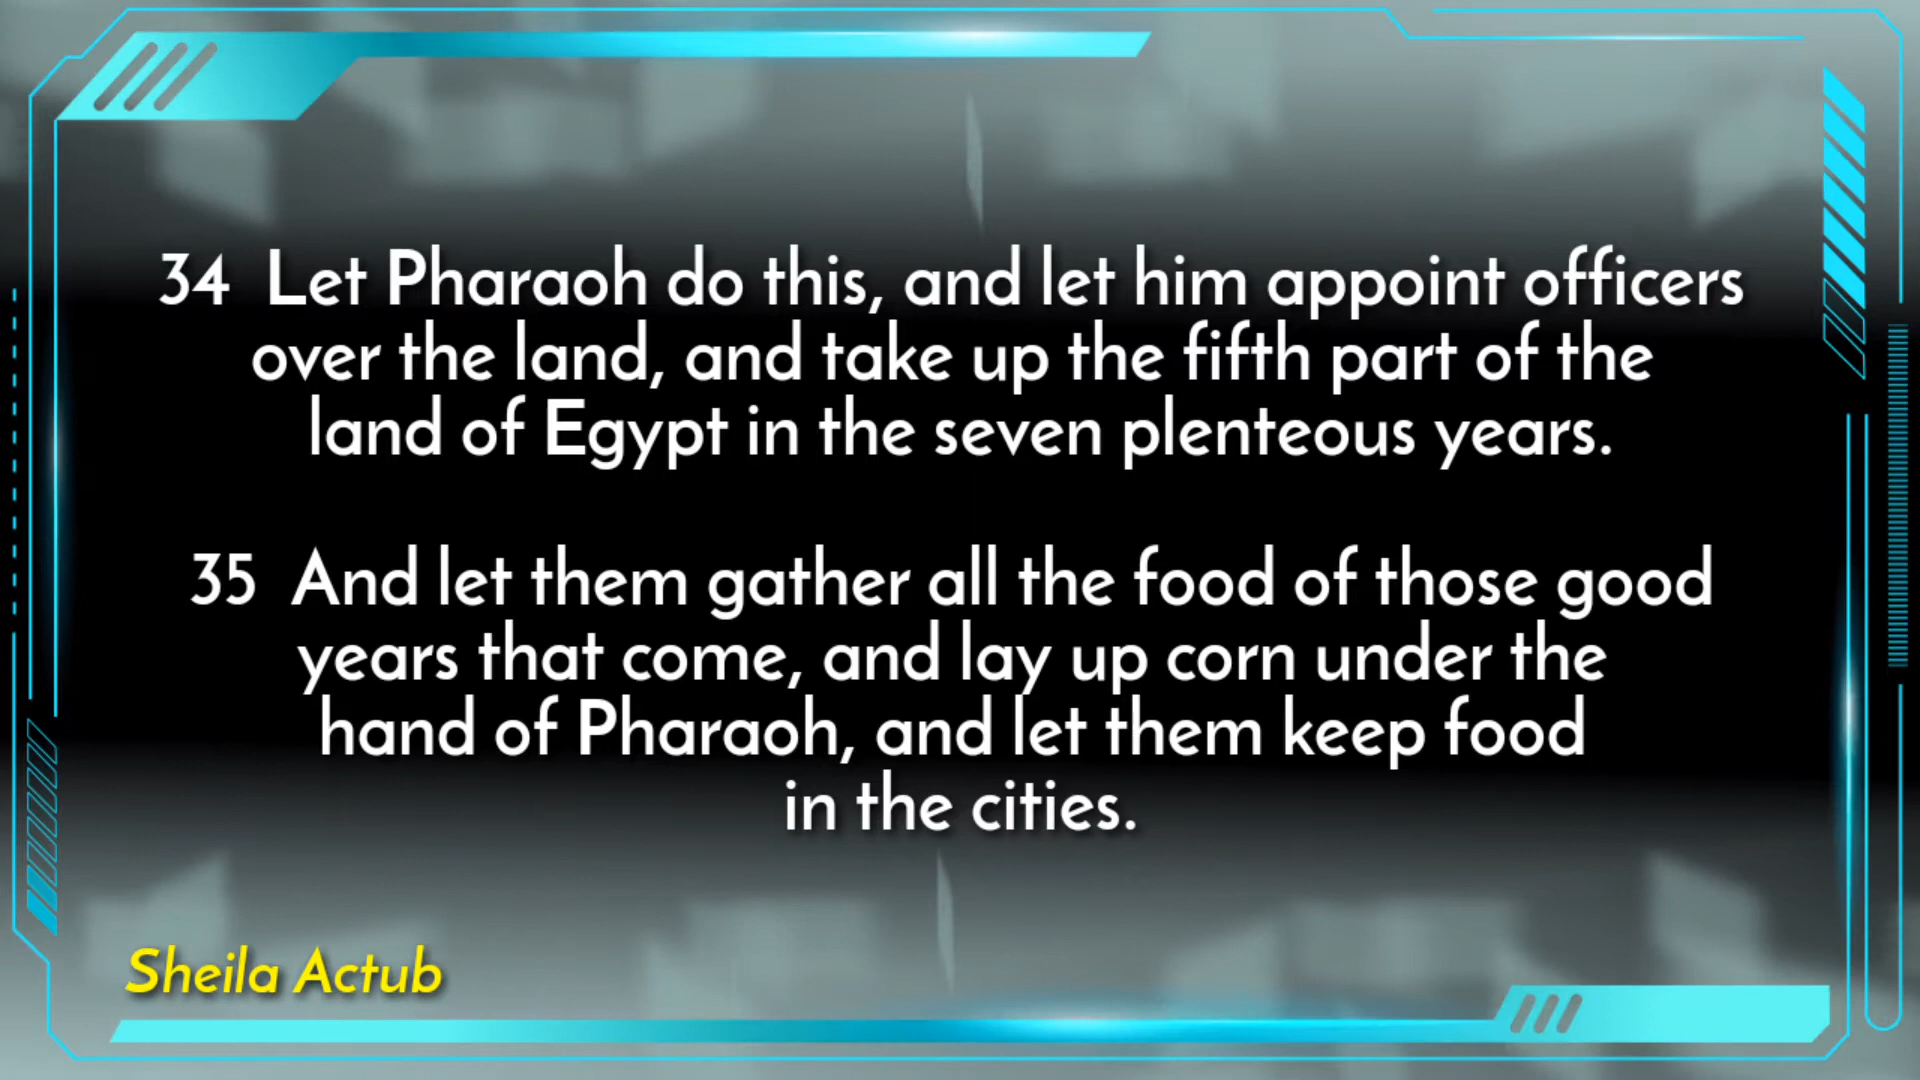 34  Let Pharaoh do this, and let him appoint officers
over the land, and take up the fifth part of the
land of Egypt in the seven plenteous years.
35  And let them gather all the food of those good
years that come, and lay up corn under the
hand of Pharaoh, and let them keep food
in the cities.
Sheila Actub